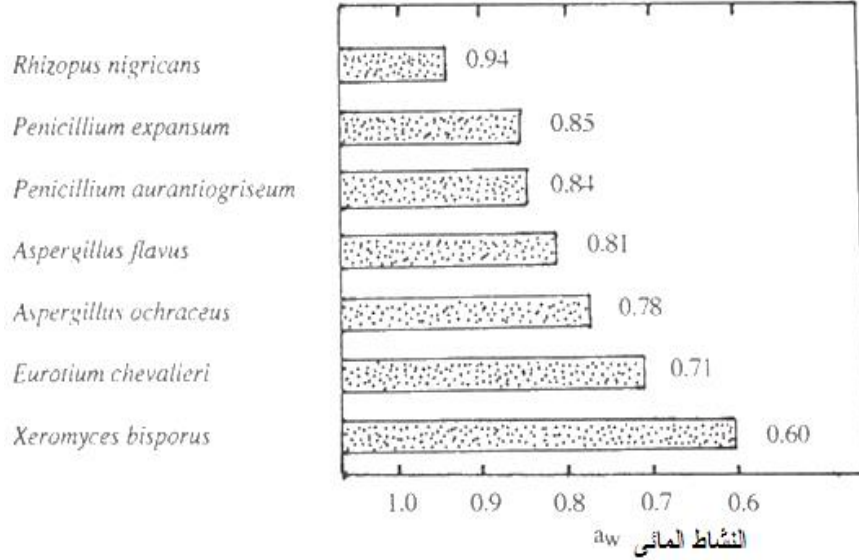 Rhizopus nigricans 0.94
Penicillium expansum 0.85
Penicillium aurantiogriseum 0.84
Aspergillus flavus 0.81
Aspergillus ochraceus 0.78
Eurotium chevalieri 0.71
Xeromyces bisporus 0.60
1.0 0.9 0.8 0.7 0.6
النشاط المائى aw